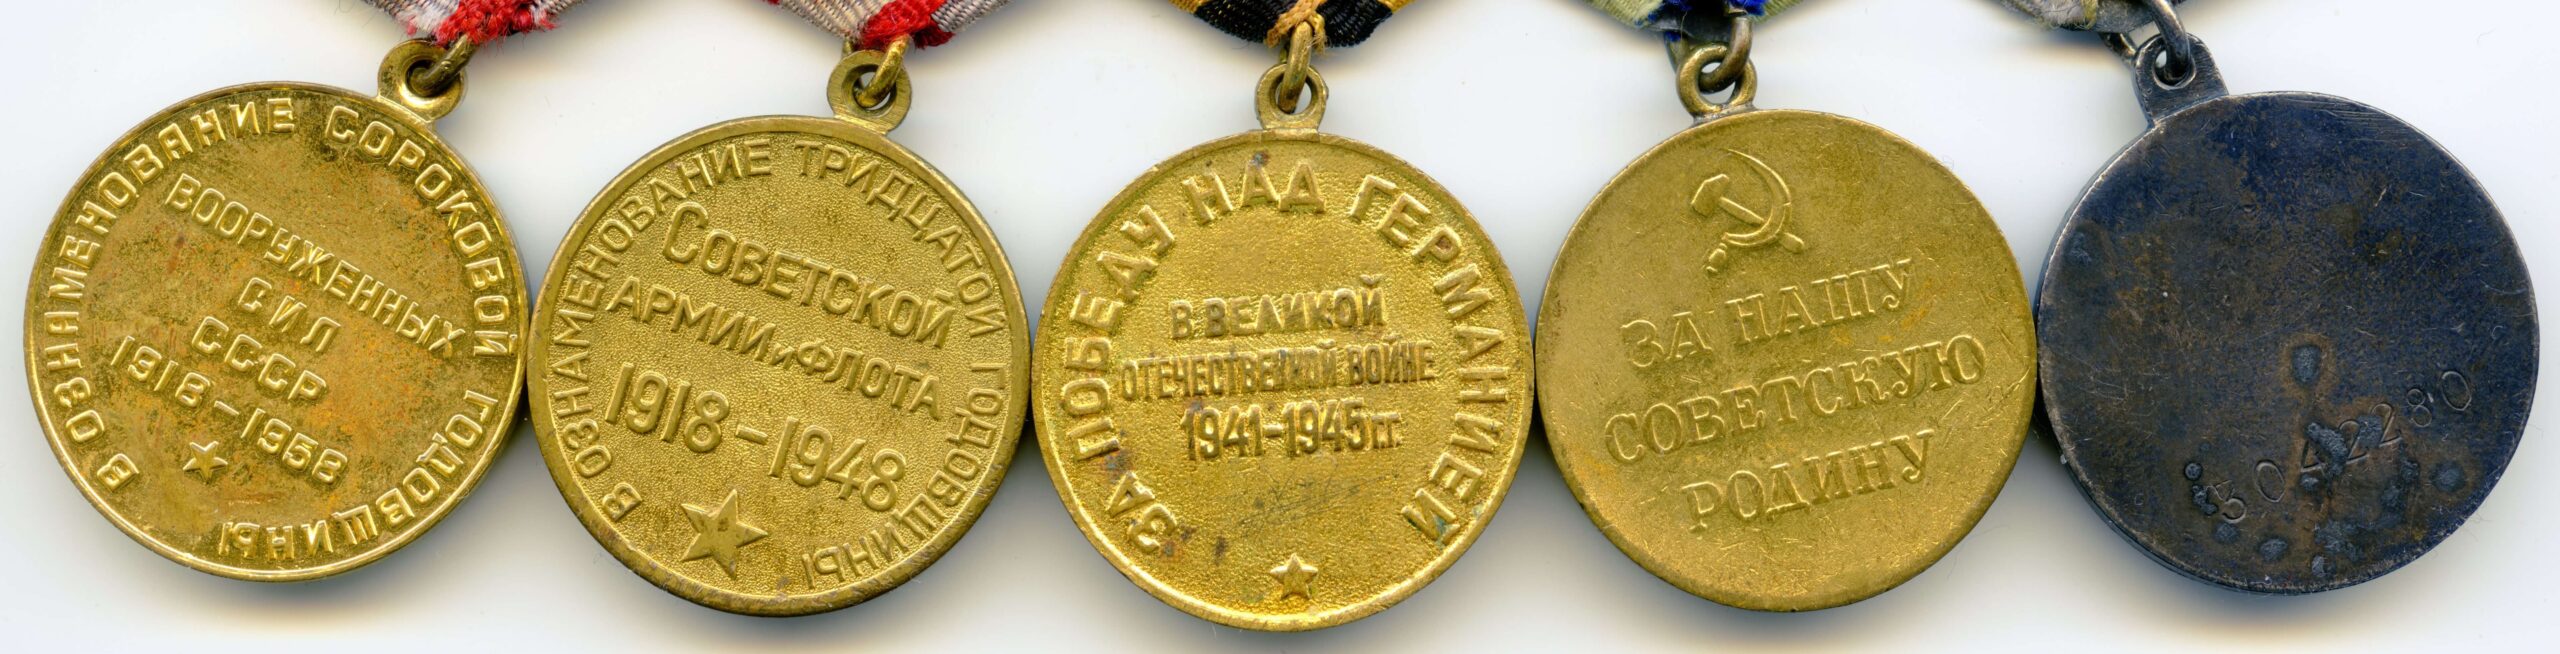 В ОЗНАМЕНОВАНИЕ СОРОКОВОЙ ГОДОВЩИНЫ
ВООРУЖЕННЫХ
СИЛ
СССР
1918-1958
В ОЗНАМЕНОВАНИЕ ТРИДЦАТОЙ ГОДОВЩИНЫ
СОВЕТСКОЙ
АРМИИ и ФЛОТА
1918-1948
ЗА ПОБЕДУ НАД ГЕРМАНИЕЙ
В ВЕЛИКОЙ
ОТЕЧЕСТВЕННОЙ ВОЙНЕ
1941-1945 гг.
ЗА НАШУ
СОВЕТСКУЮ
РОДИНУ